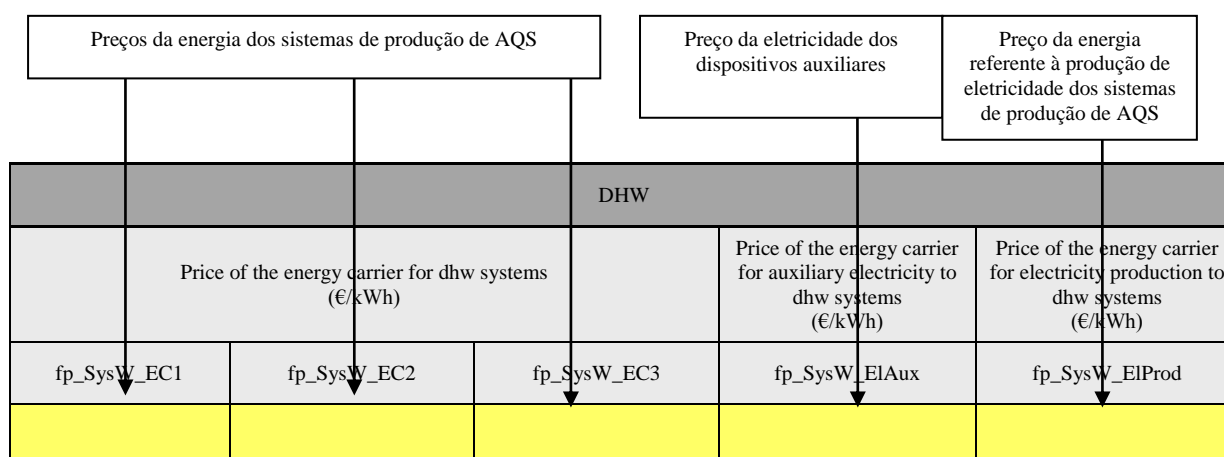 Preços da energia dos sistemas de produção de AQS
Preço da eletricidade dos
dispositivos auxiliares
Preço da energia
referente à produção de
eletricidade dos sistemas
de produção de AQS
DHW
Price of the energy carrier for dhw systems
(€/kWh)
Price of the energy carrier
for auxiliary electricity to
dhw systems
(€/kWh)
Price of the energy carrier
for electricity production to
dhw systems
(€/kWh)
fp_SysW_EC1
fp_SysW_EC2
fp_SysW_EC3
fp_SysW_ElAux
fp_SysW_ElProd